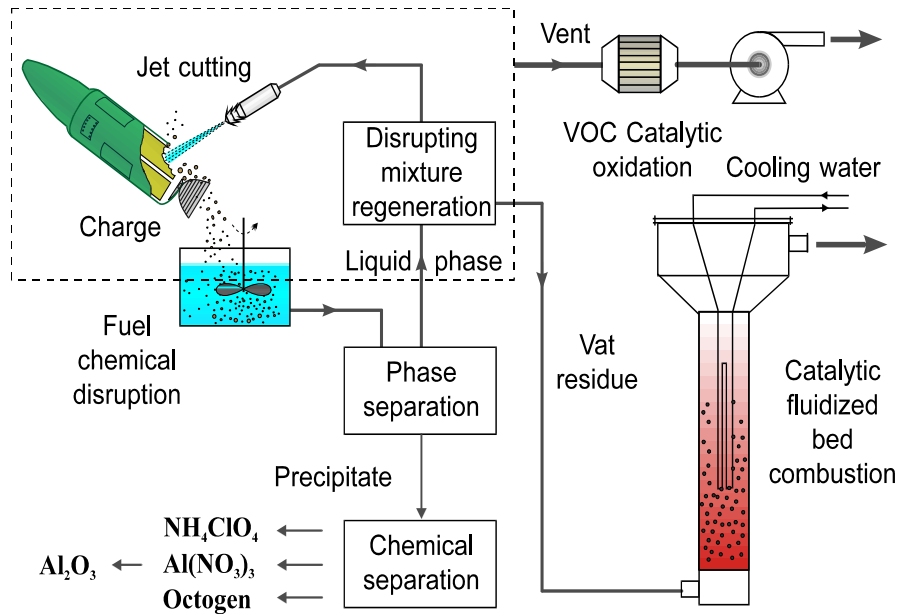 Jet cutting
Charge
Fuel
chemical
disruption
Disrupting
mixture
regeneration
Liquid phase
Phase
separation
Precipitate
Chemical
separation
NH₄ClO₄
Al(NO₃)₃
Al₂O₃
Octogen
Vent
VOC Catalytic
oxidation
Cooling water
Vat
residue
Catalytic
fluidized
bed
combustion